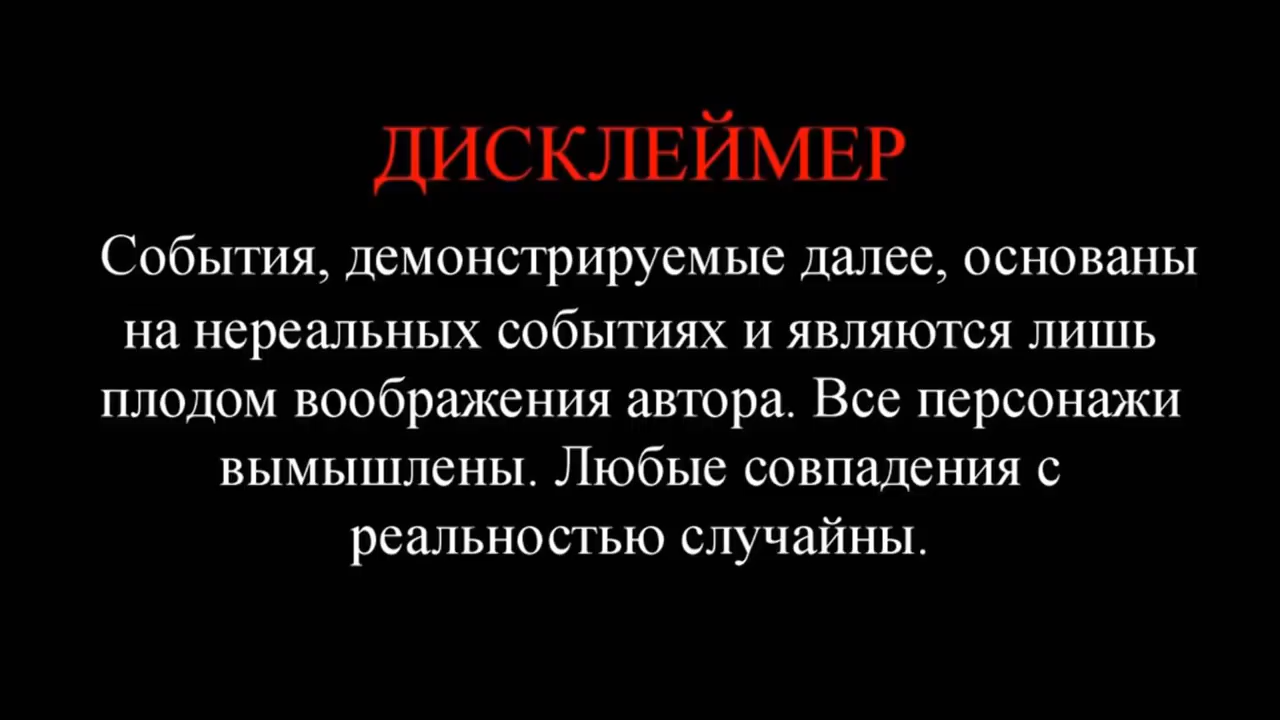 ДИСКЛЕЙМЕР
События, демонстрируемые далее, основаны
на нереальных событиях и являются лишь
плодом воображения автора. Все персонажи
вымышлены. Любые совпадения с
реальностью случайны.